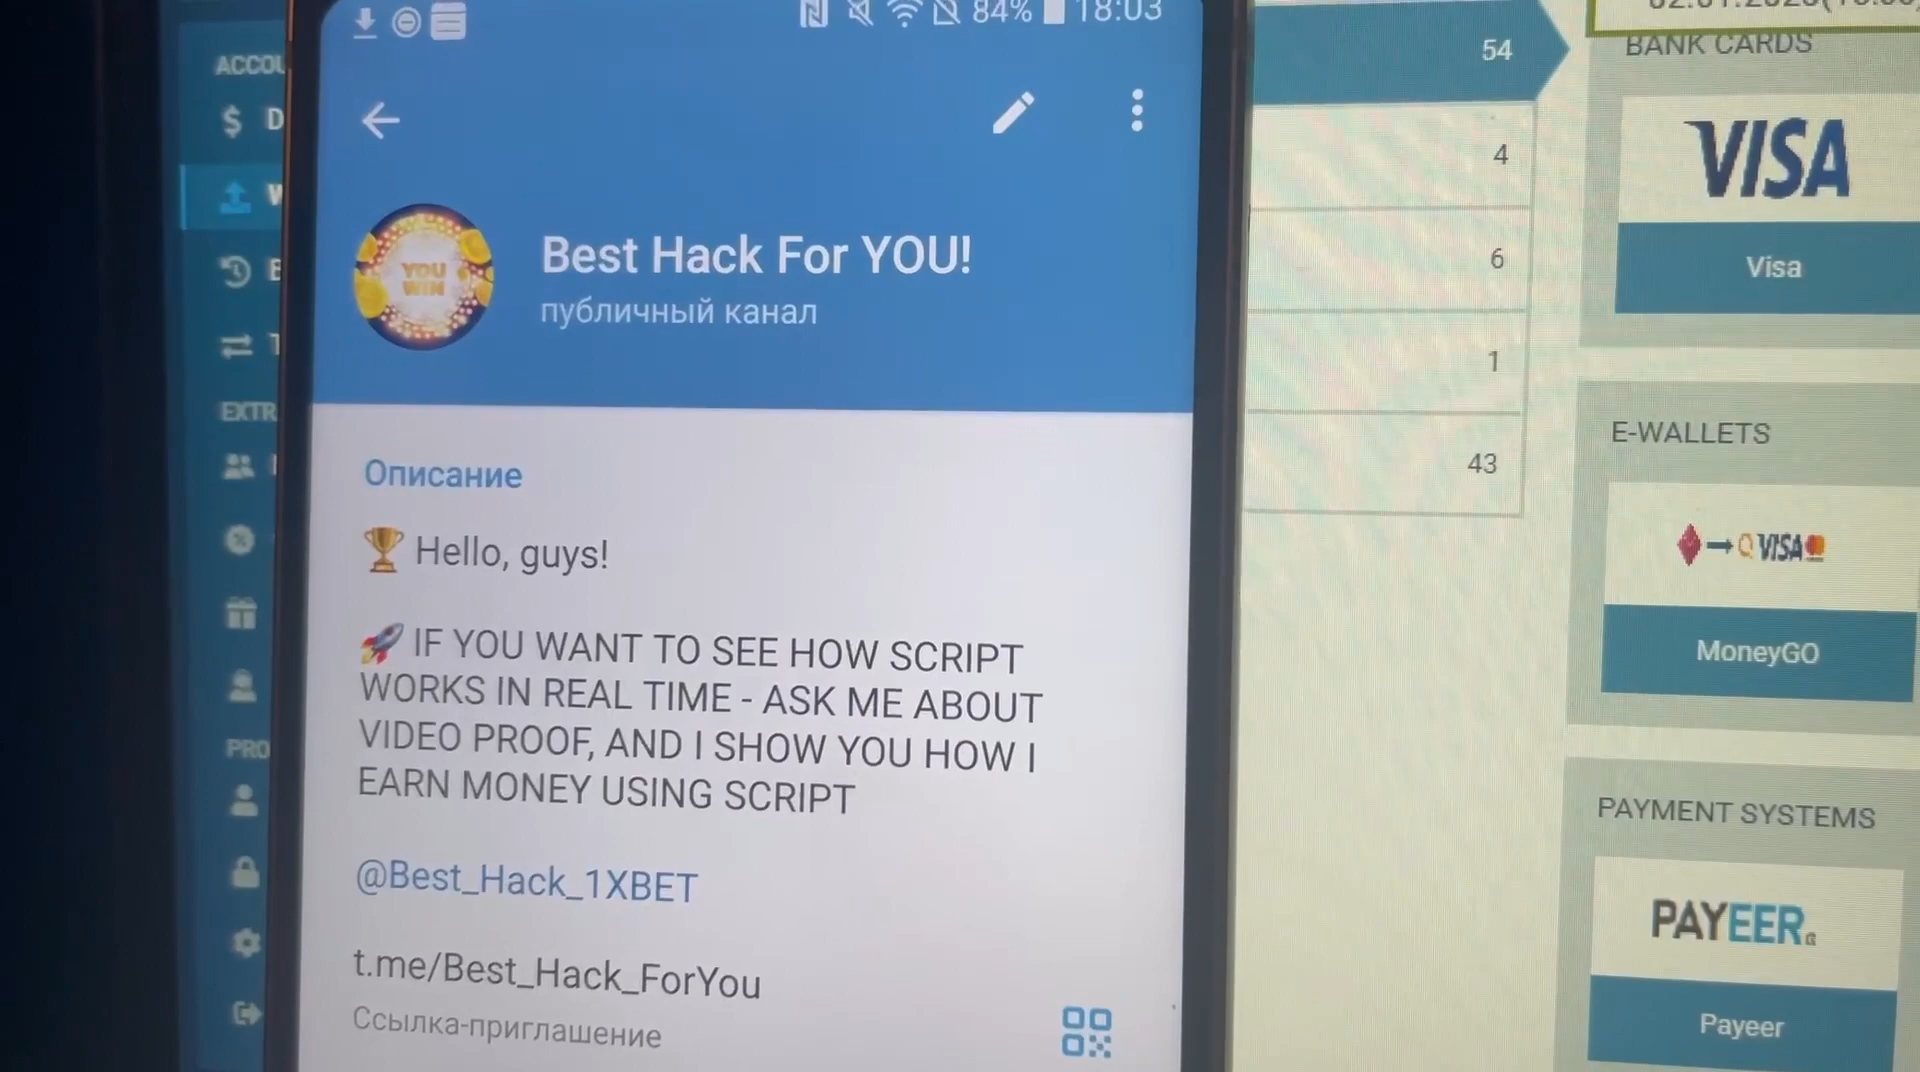 84% 18:03
Best Hack For YOU!
публичный канал
YOU
WIN
Описание
🏆 Hello, guys!
🚀 IF YOU WANT TO SEE HOW SCRIPT
WORKS IN REAL TIME - ASK ME ABOUT
VIDEO PROOF, AND I SHOW YOU HOW I
EARN MONEY USING SCRIPT
@Best_Hack_1XBET
t.me/Best_Hack_ForYou
Ссылка-приглашение
54
4
6
1
43
BANK CARDS
VISA
Visa
E-WALLETS
VISA
MoneyGO
PAYMENT SYSTEMS
PAYEER
Payeer